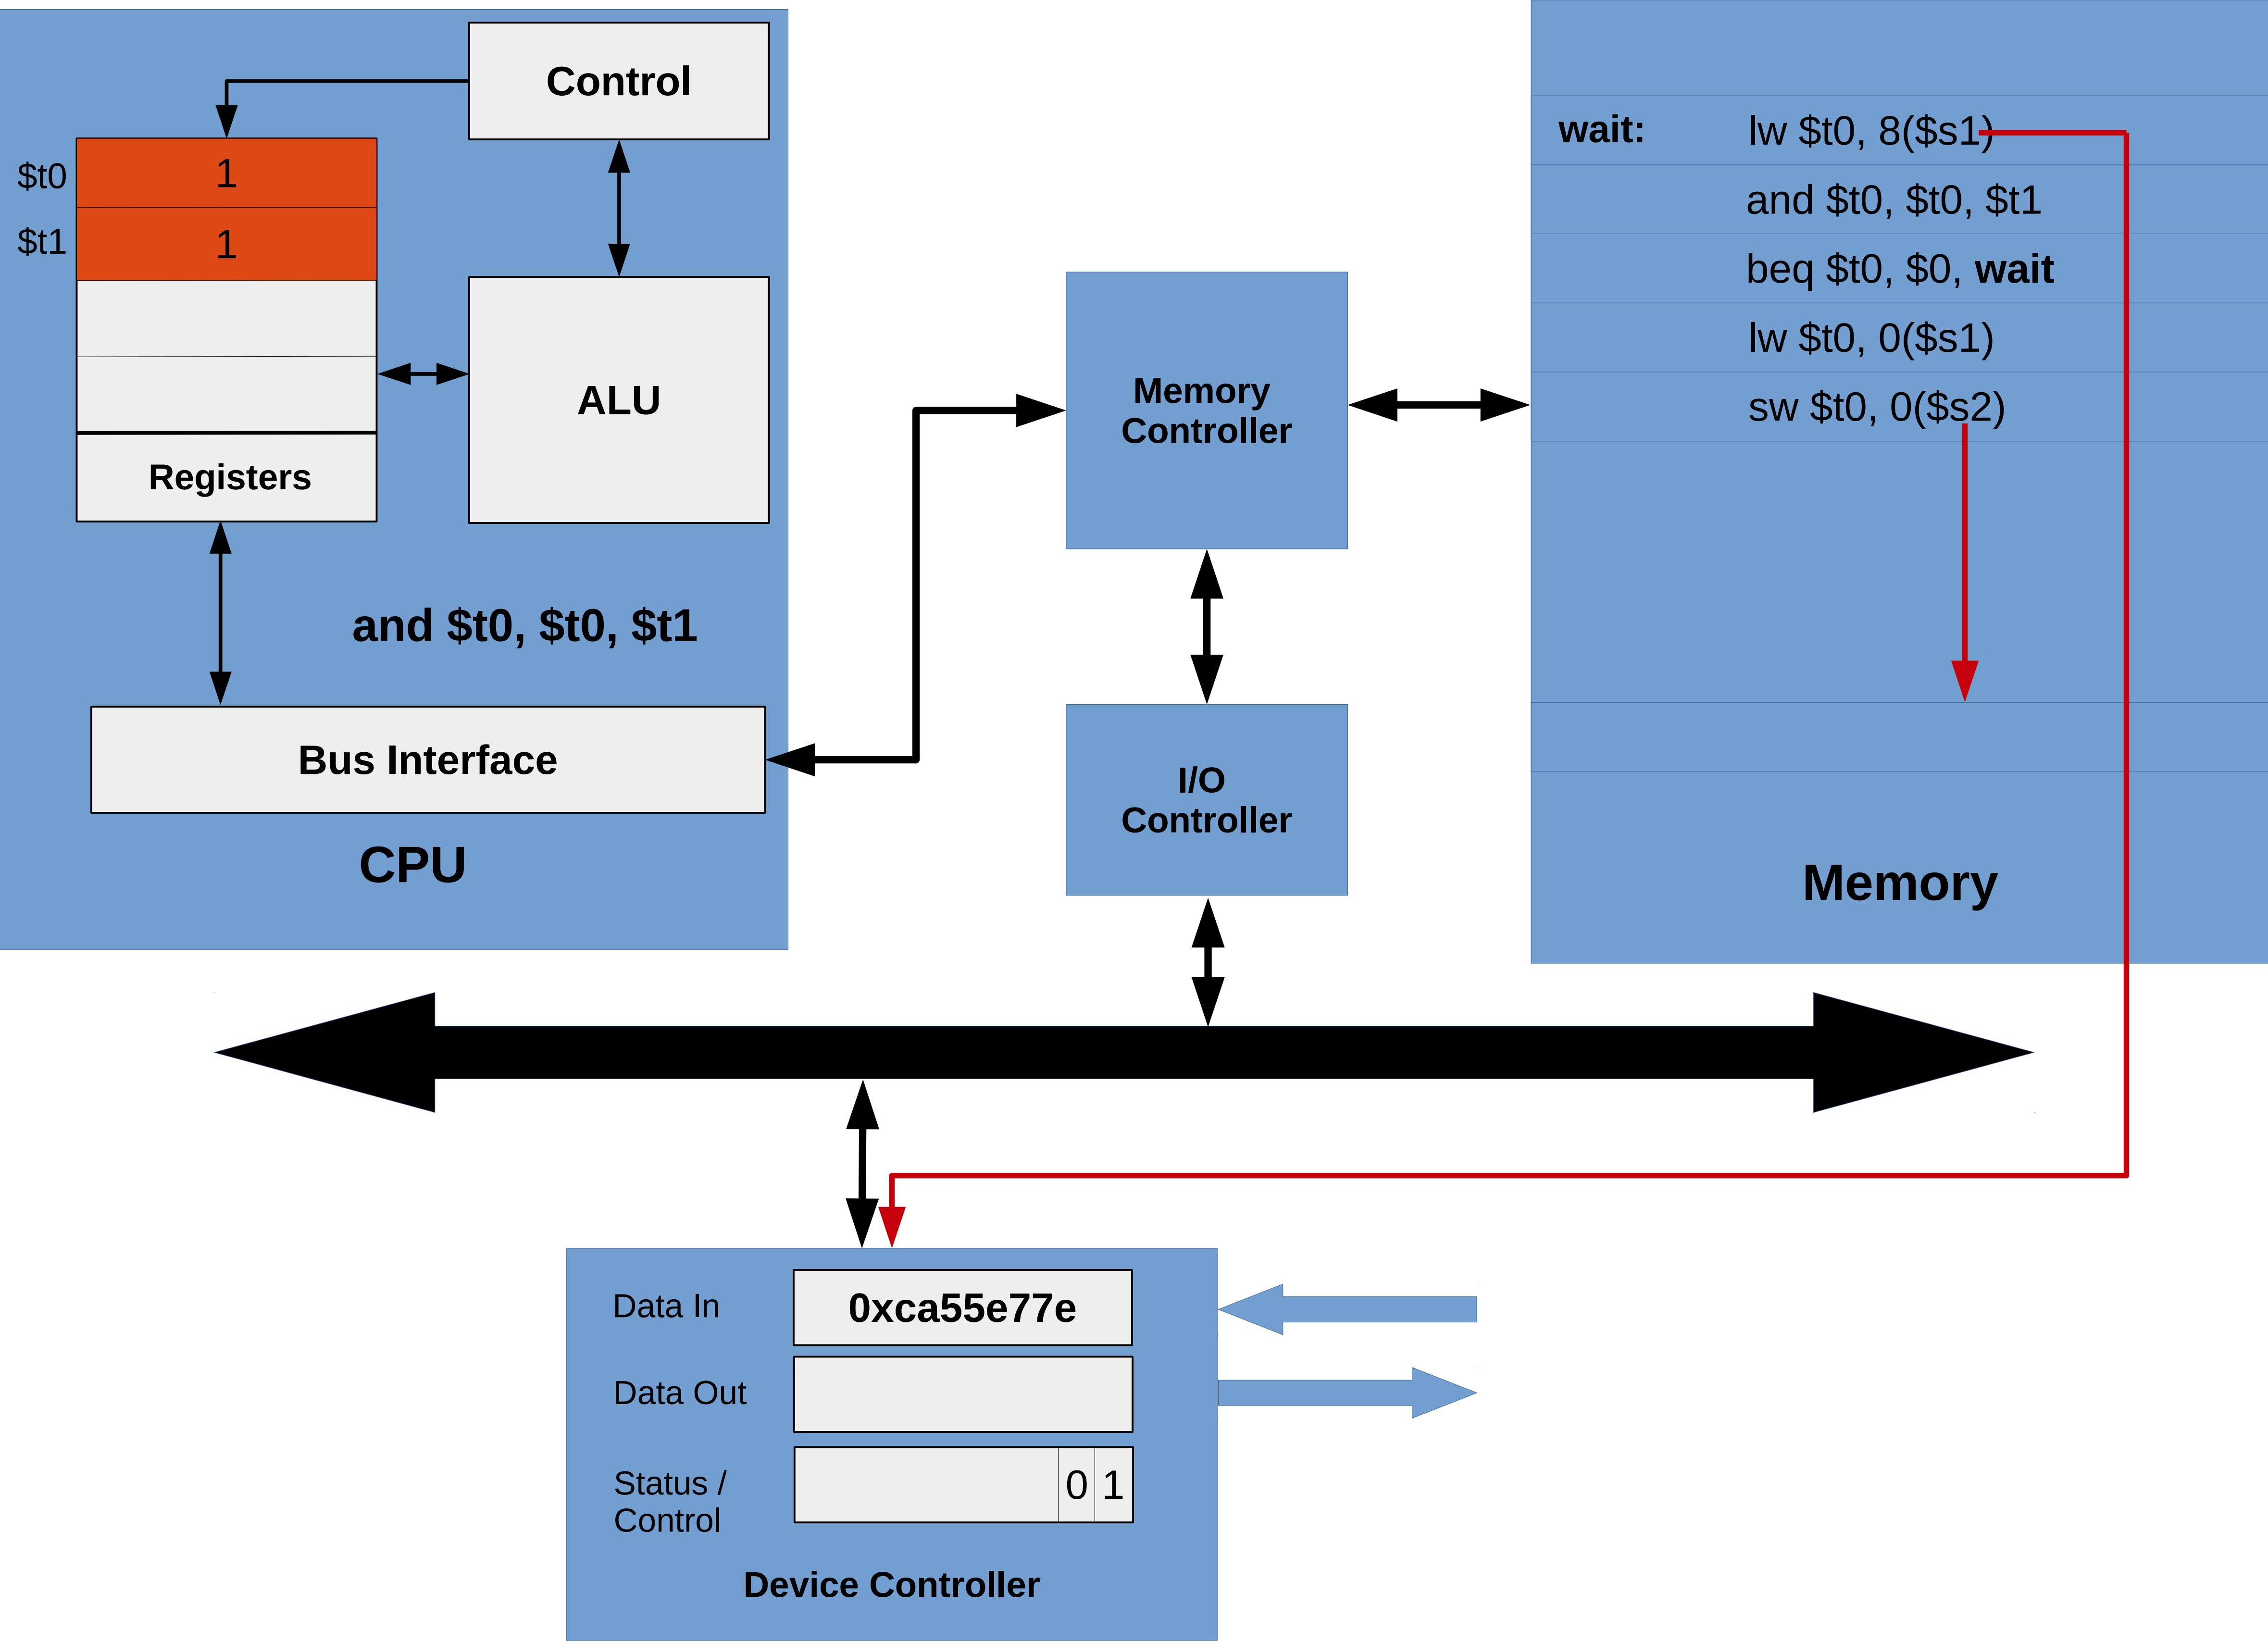 Control
$t0
1
$t1
1
ALU
Registers
and $t0, $t0, $t1
Bus Interface
CPU
Memory
Controller
I/O
Controller
wait: lw $t0, 8($s1)
and $t0, $t0, $t1
beq $t0, $0, wait
lw $t0, 0($s1)
sw $t0, 0($s2)
Memory
Data In 0xca55e77e
Data Out
Status / 0 1
Control
Device Controller